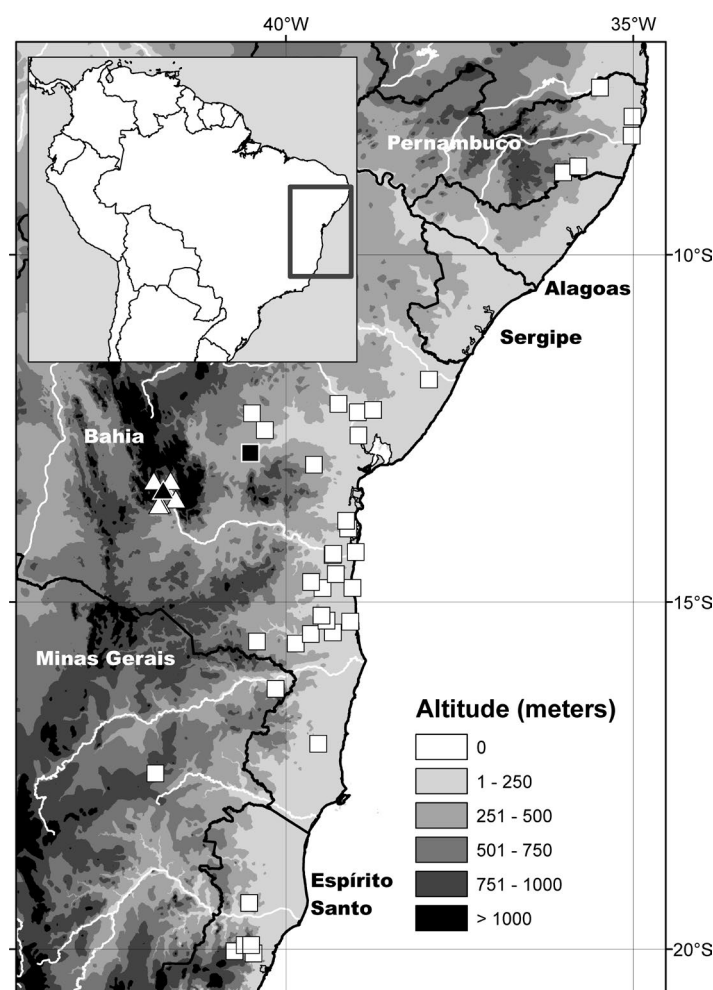 40°W 35°W
Pernambuco
10°S
Alagoas
Sergipe
Bahia
15°S
Minas Gerais
Altitude (meters)
0
1 - 250
251 - 500
501 - 750
751 - 1000
> 1000
Espírito
Santo
20°S